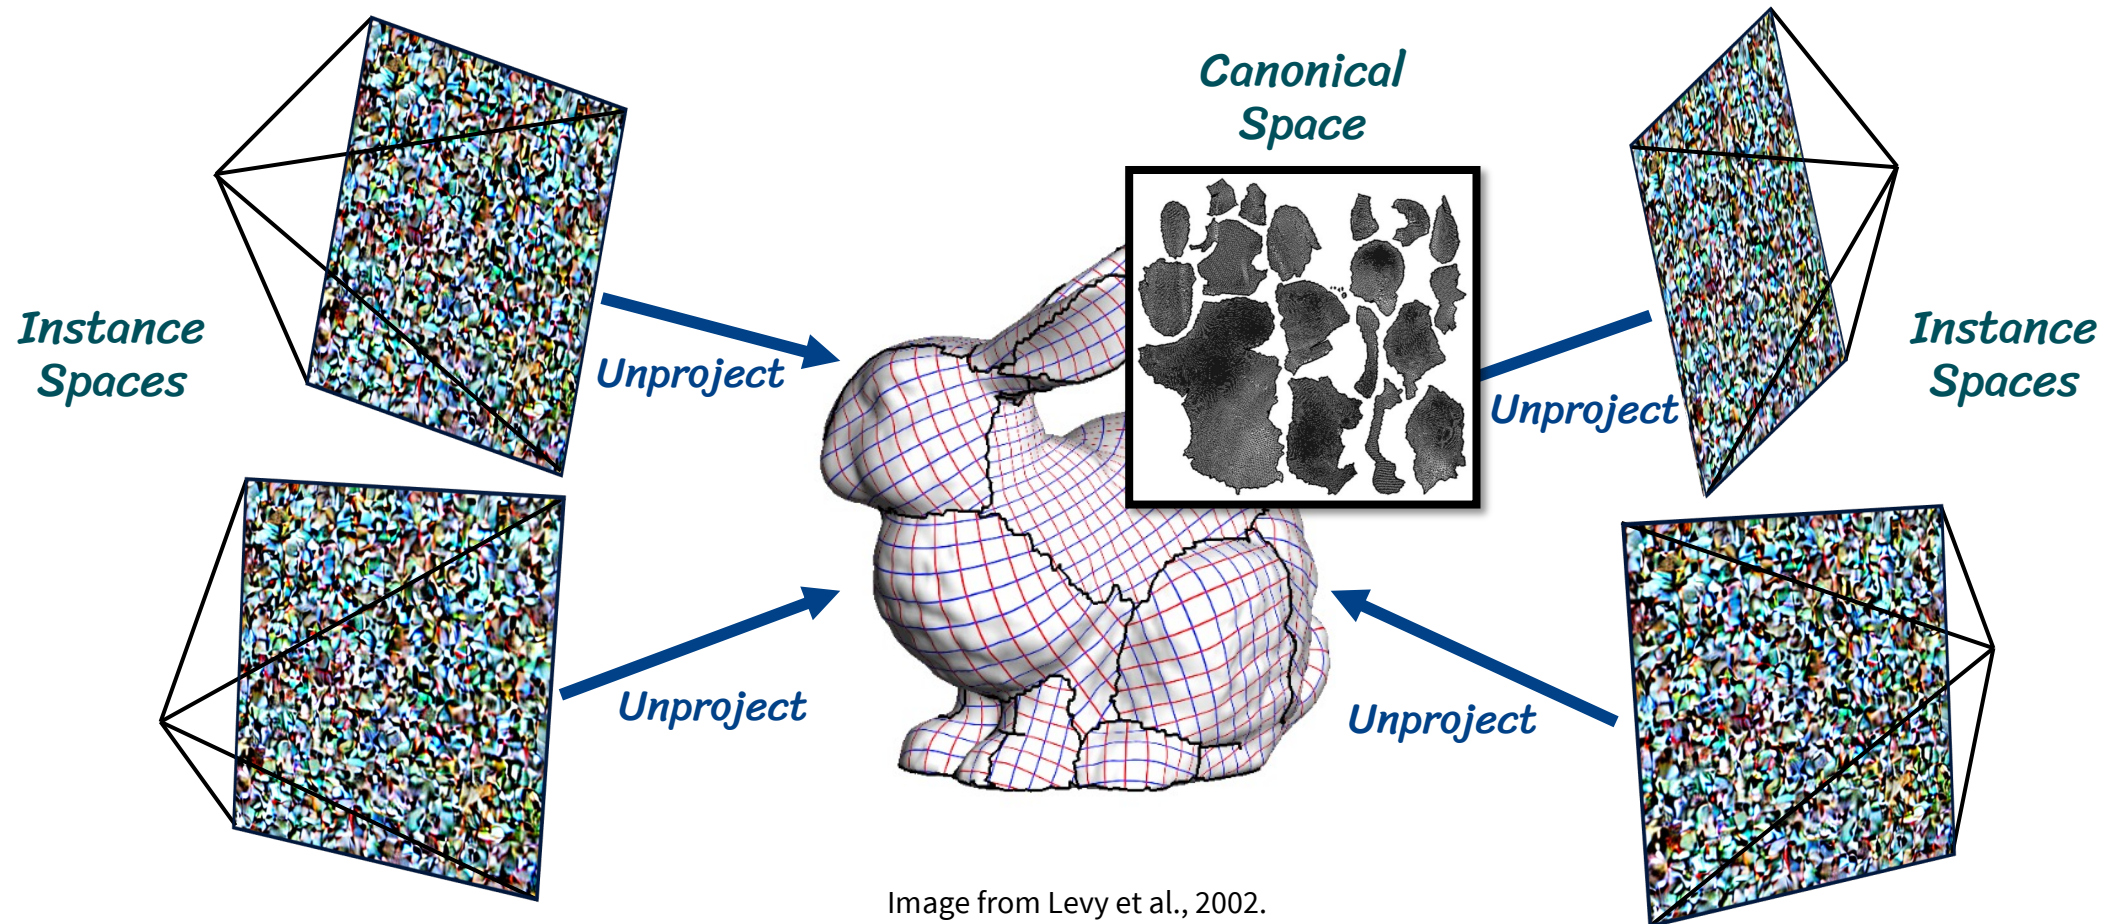 Canonical
Space
Instance
Spaces
Unproject
Unproject
Instance
Spaces
Unproject
Unproject
Image from Levy et al., 2002.